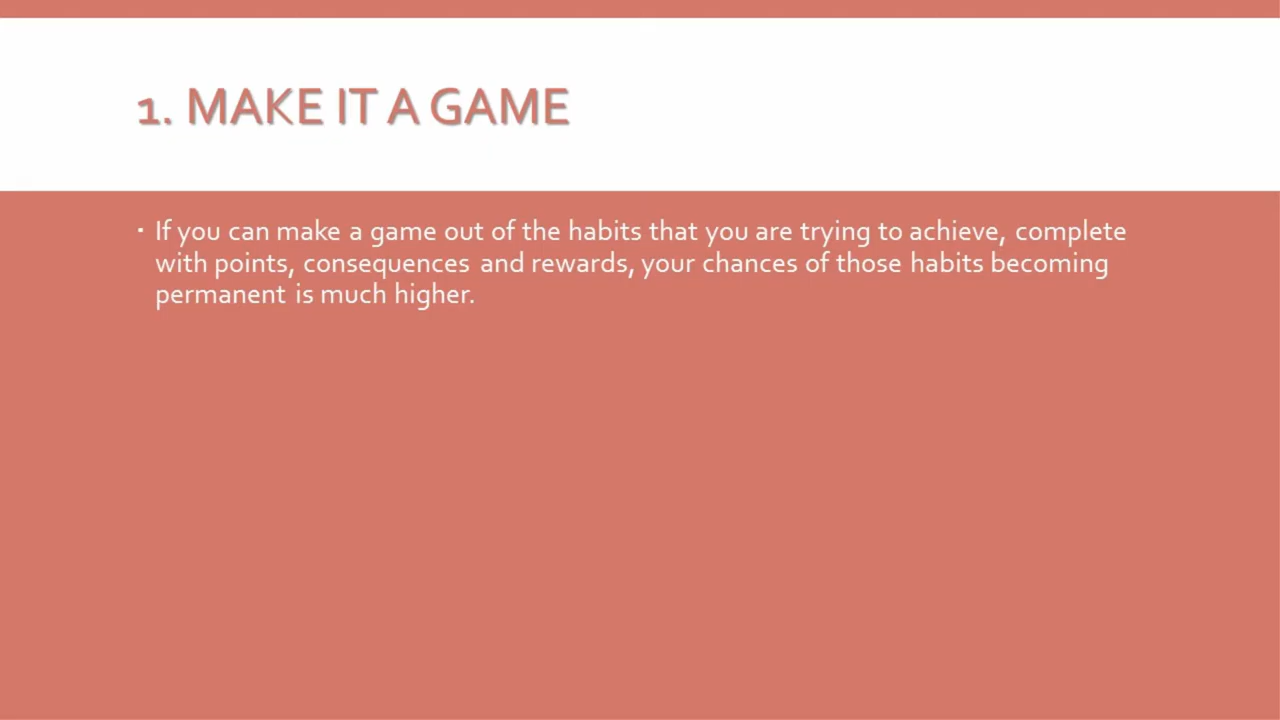 1. MAKE IT A GAME
▪ If you can make a game out of the habits that you are trying to achieve, complete
with points, consequences and rewards, your chances of those habits becoming
permanent is much higher.